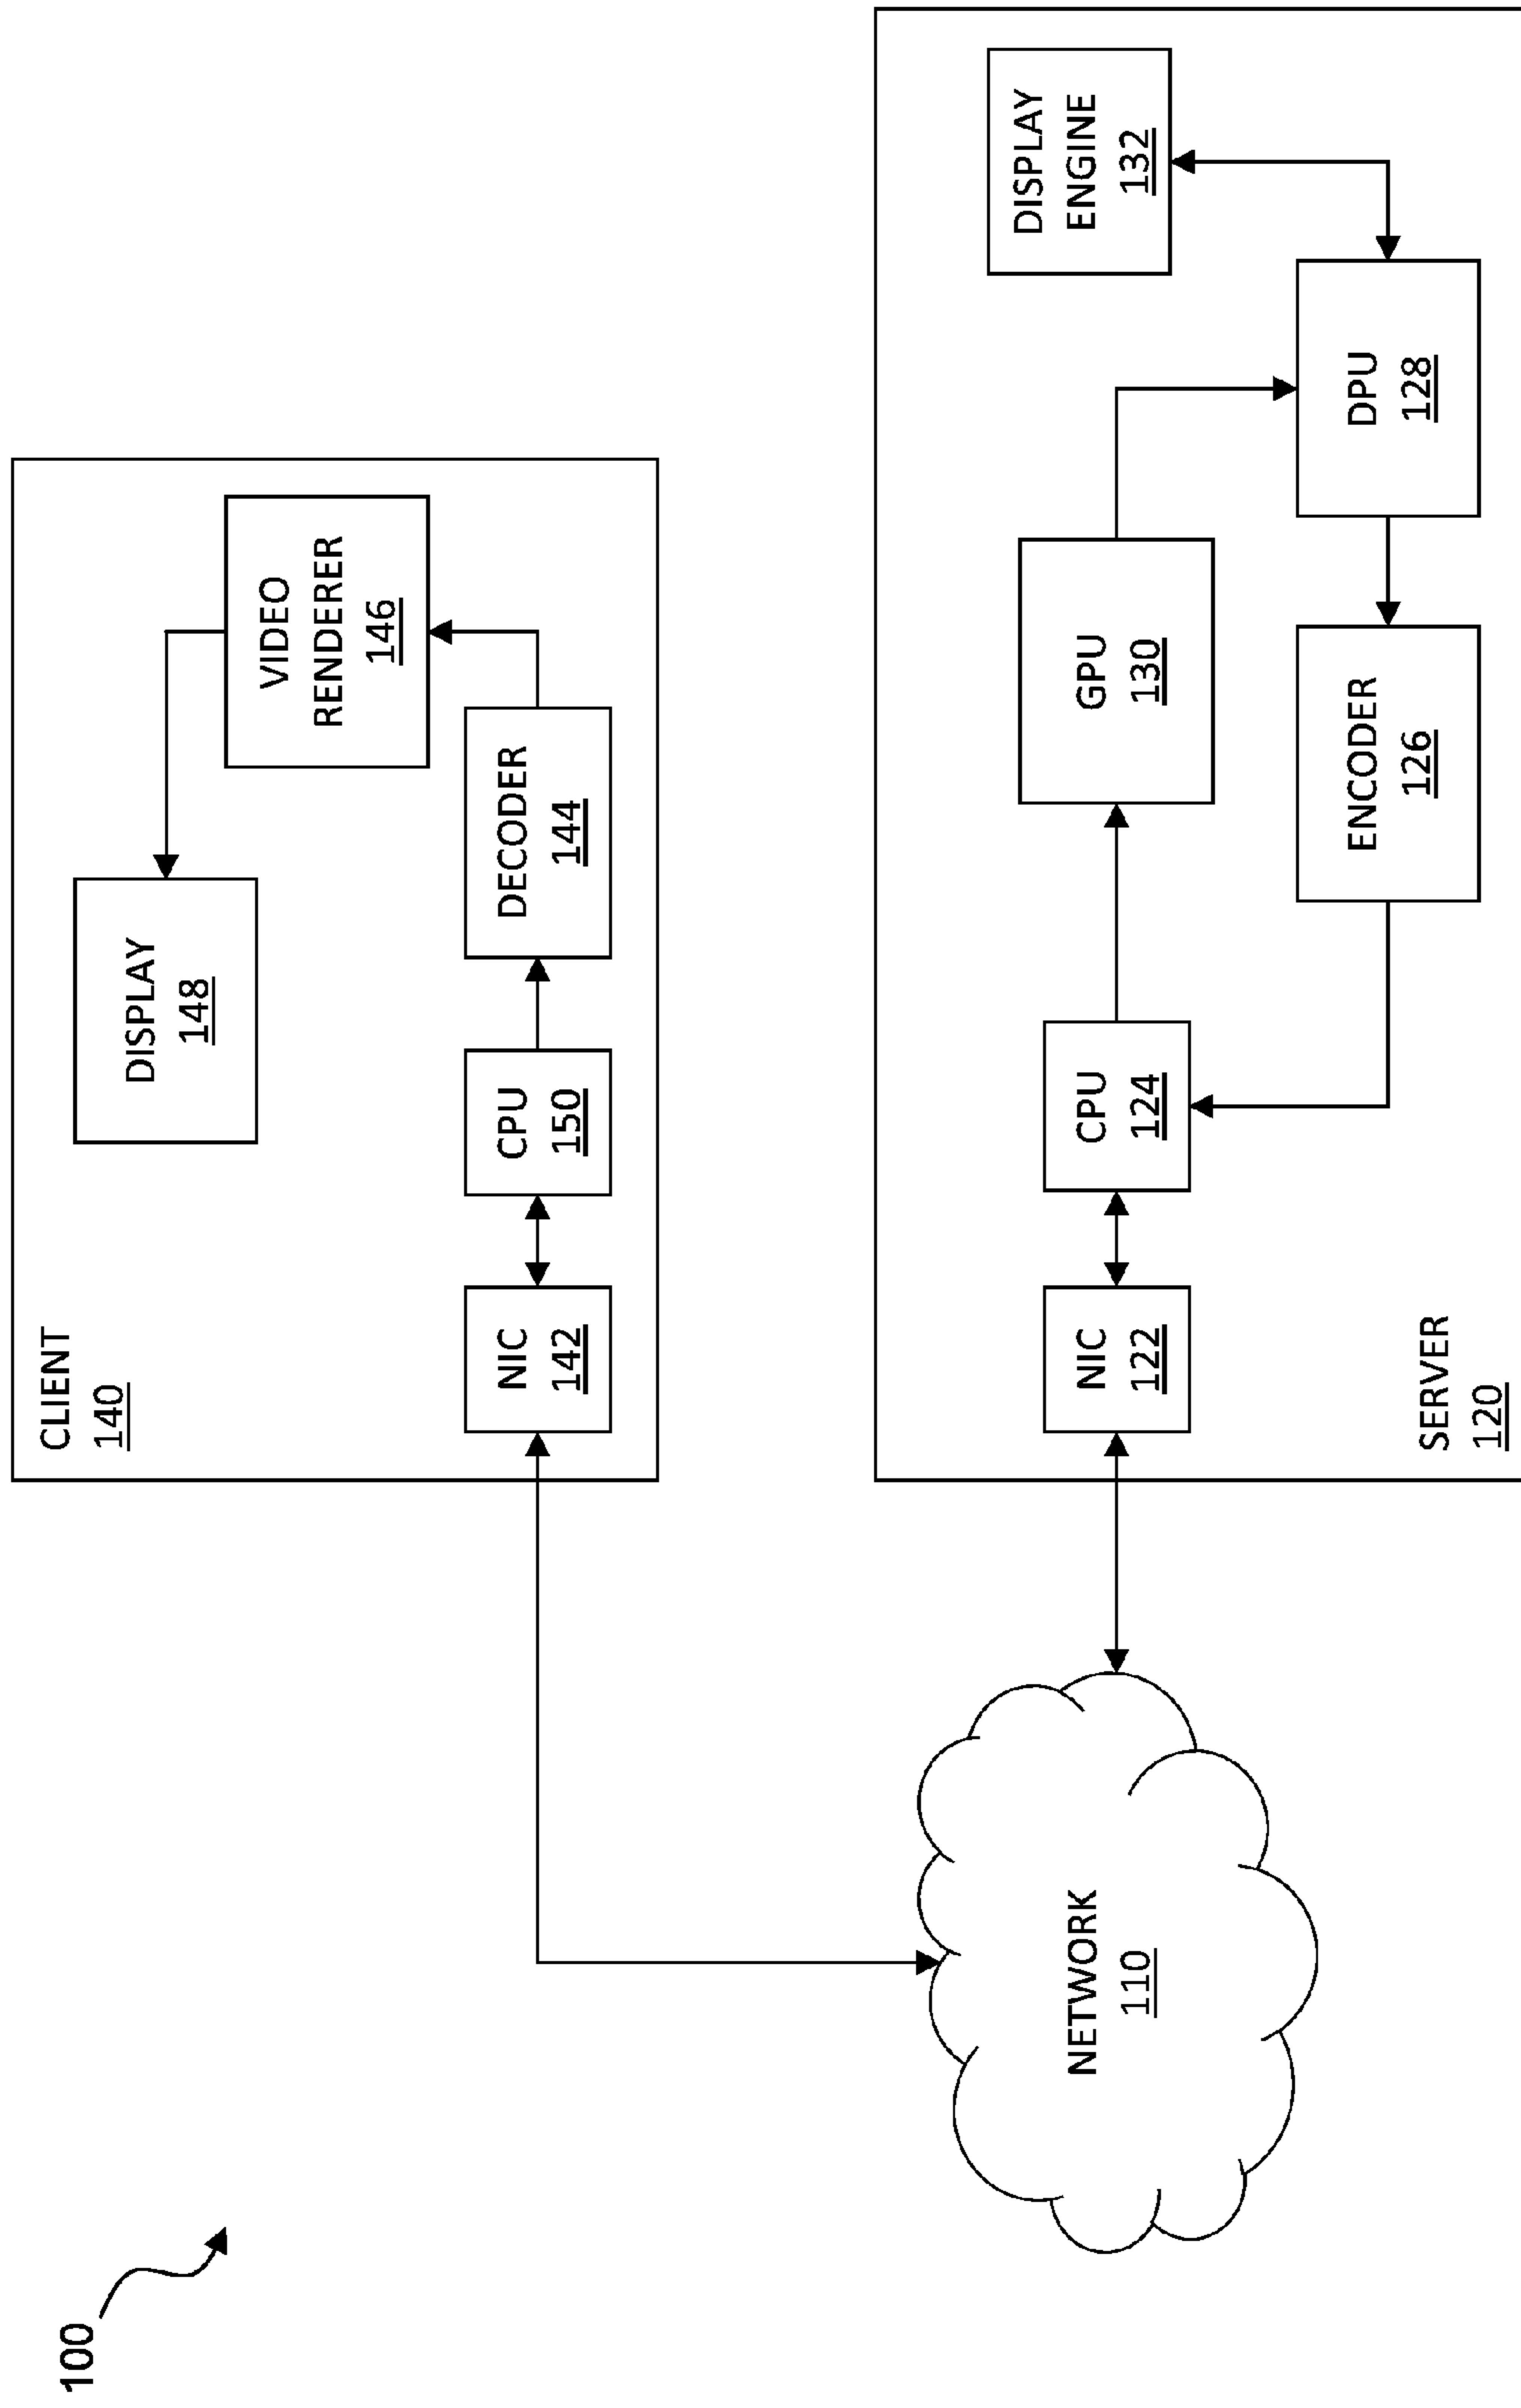 100
CLIENT
140
DISPLAY
148
VIDEO
RENDERER
146
NIC
142
CPU
150
DECODER
144
NETWORK
110
SERVER
120
NIC
122
CPU
124
GPU
130
DISPLAY
ENGINE
132
ENCODER
126
DPU
128